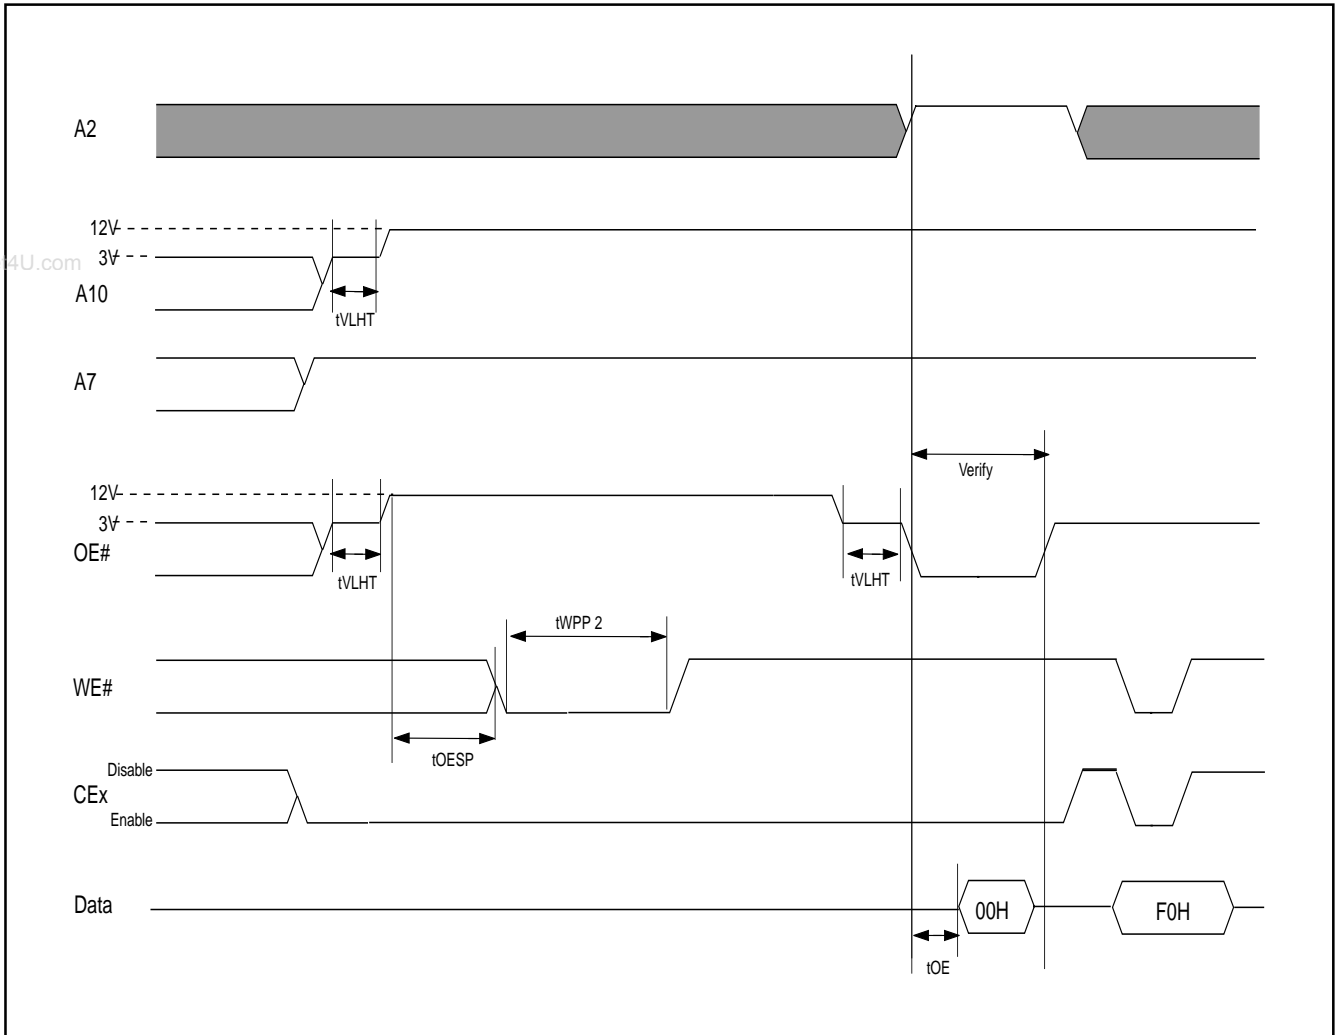 A2
12V
3V
t4U.com
A10
tVLHT
A7
Verify
12V
3V
OE#
tVLHT
tVLHT
tWPP 2
WE#
tOESP
Disable
CEx
Enable
Data
00H
F0H
tOE